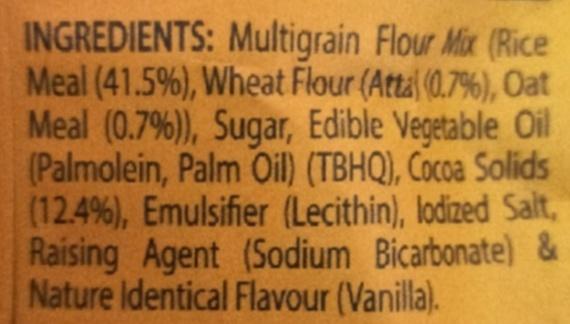 INGREDIENTS: Multigrain Flour Mix (Rice
Meal (41.5%), Wheat Flour (Atta) (0.7%), Oat
Meal (0.7%)), Sugar, Edible Vegetable Oil
(Palmolein, Palm Oil) (TBHQ), Cocoa Solids
(12.4%), Emulsifier (Lecithin), Iodized Salt,
Raising Agent (Sodium Bicarbonate) &
Nature Identical Flavour (Vanilla).